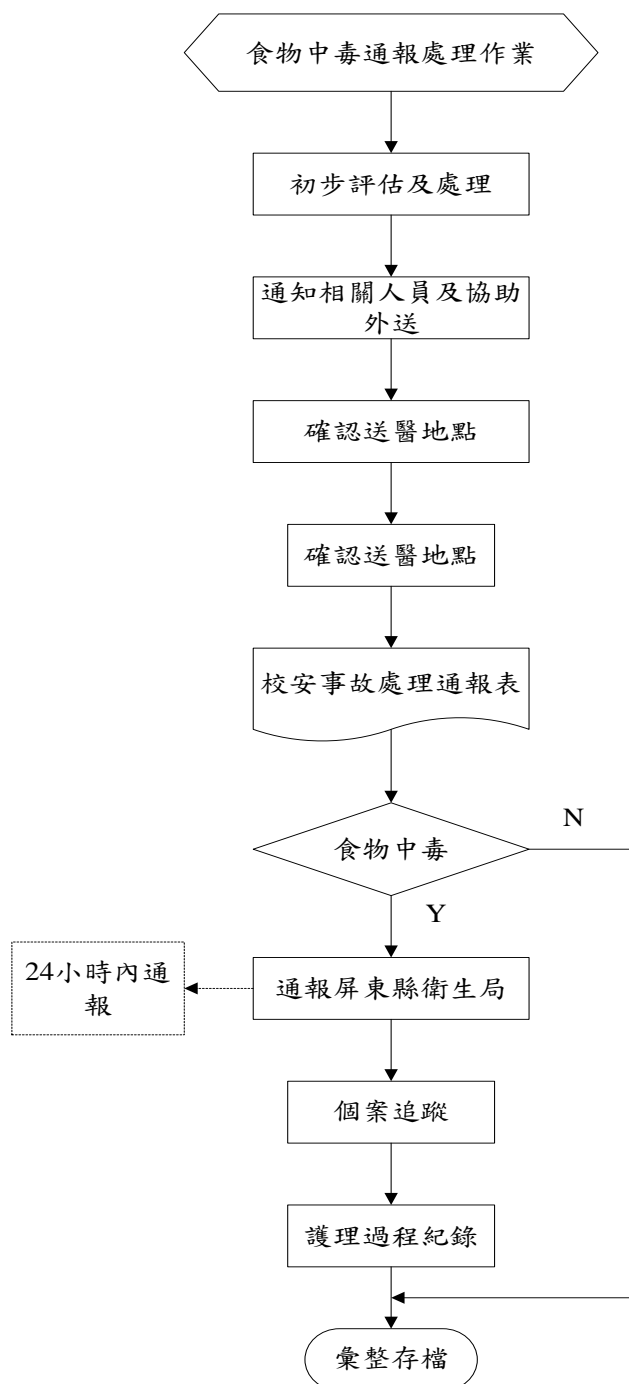 食物中毒通報處理作業
初步評估及處理
通知相關人員及協助
外送
確認送醫地點
確認送醫地點
校安事故處理通報表
食物中毒
N
Y
24小時內通
報
通報屏東縣衛生局
個案追蹤
護理過程紀錄
彙整存檔